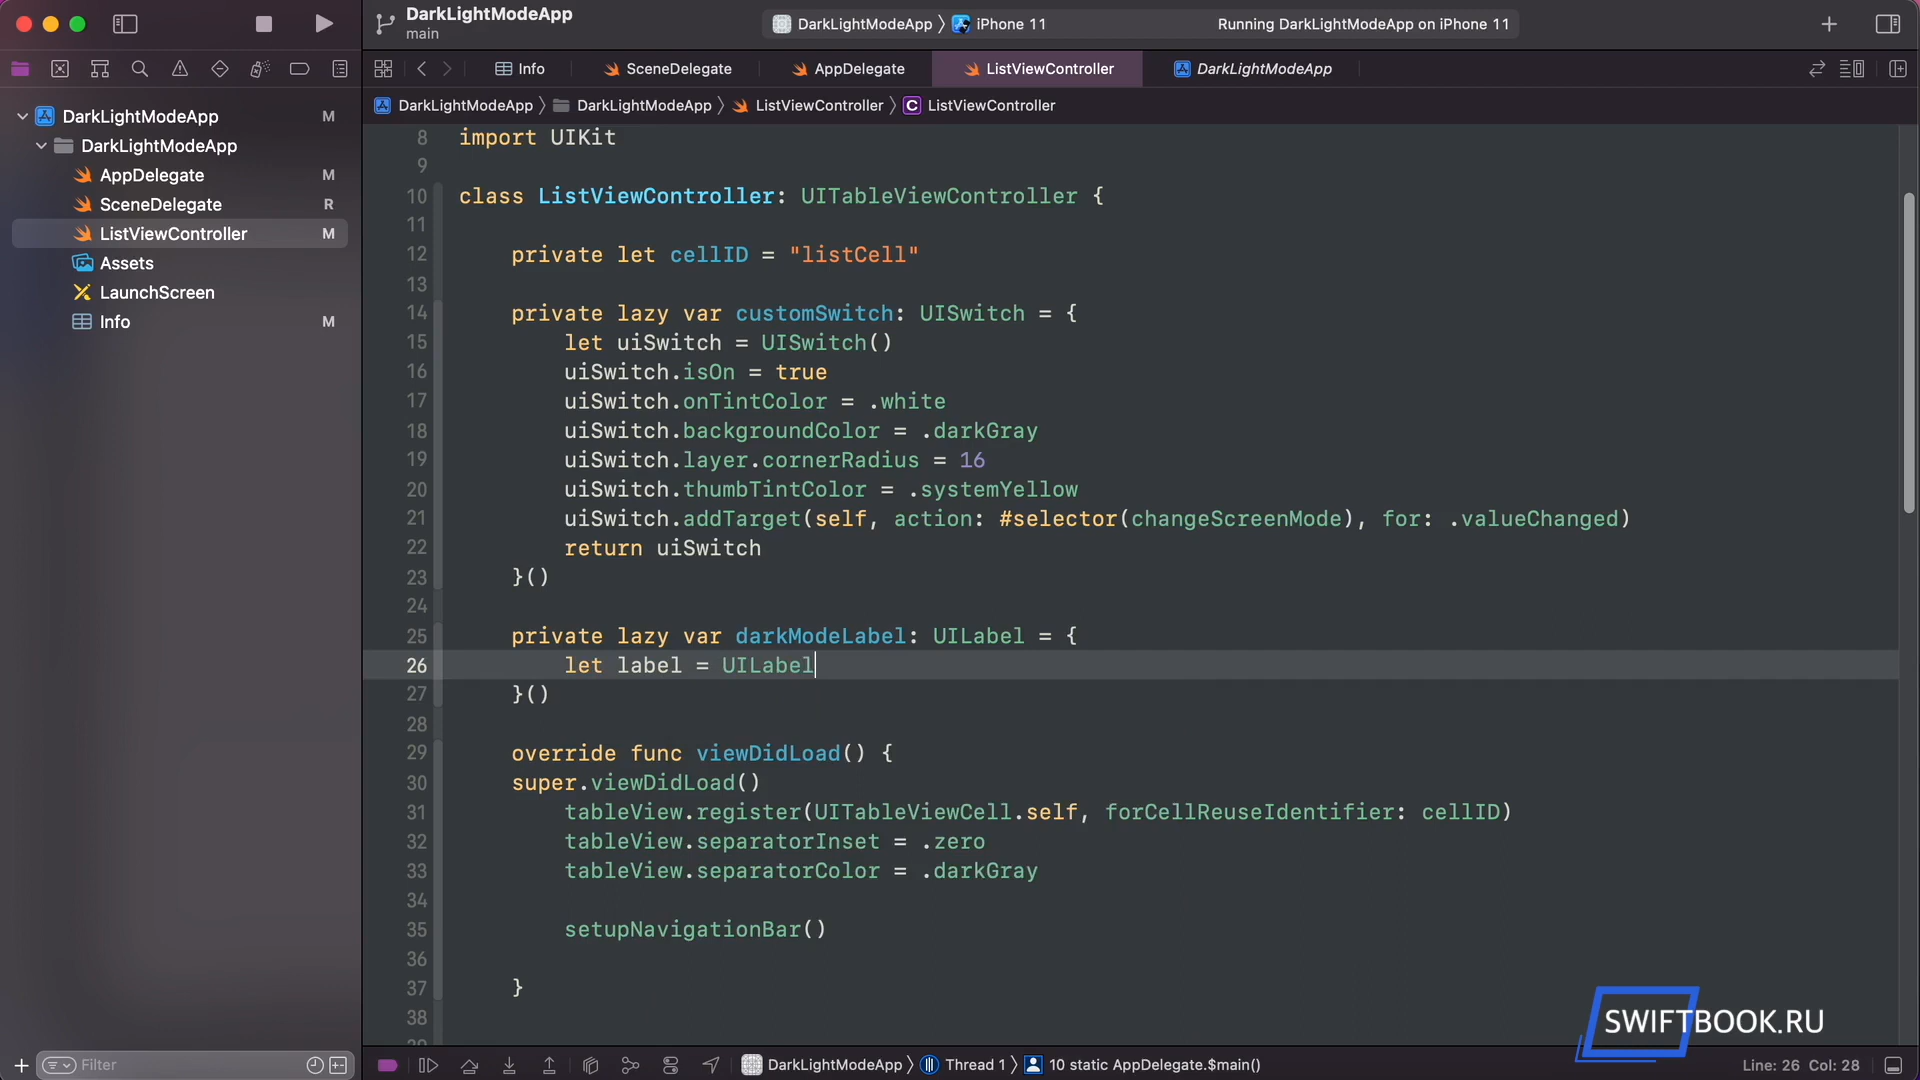 DarkLightModeApp
main
DarkLightModeApp 〉 iPhone 11
Running DarkLightModeApp on iPhone 11
Info
SceneDelegate
AppDelegate
ListViewController
DarkLightModeApp
DarkLightModeApp 〉 DarkLightModeApp 〉 ListViewController 〉 C ListViewController
DarkLightModeApp M
DarkLightModeApp
AppDelegate M
SceneDelegate R
ListViewController M
Assets
LaunchScreen
Info M
8 import UIKit
9
10 class ListViewController: UITableViewController {
11
12 private let cellID = "listCell"
13
14 private lazy var customSwitch: UISwitch = {
15 let uiSwitch = UISwitch()
16 uiSwitch.isOn = true
17 uiSwitch.onTintColor = .white
18 uiSwitch.backgroundColor = .darkGray
19 uiSwitch.layer.cornerRadius = 16
20 uiSwitch.thumbTintColor = .systemYellow
21 uiSwitch.addTarget(self, action: #selector(changeScreenMode), for: .valueChanged)
22 return uiSwitch
23 }()
24
25 private lazy var darkModeLabel: UILabel = {
26 let label = UILabel
27 }()
28
29 override func viewDidLoad() {
30 super.viewDidLoad()
31 tableView.register(UITableViewCell.self, forCellReuseIdentifier: cellID)
32 tableView.separatorInset = .zero
33 tableView.separatorColor = .darkGray
34
35 setupNavigationBar()
36
37 }
38
SWIFTBOOK.RU
Filter
DarkLightModeApp 〉 Thread 1 〉 10 static AppDelegate.$main()
Line: 26 Col: 28